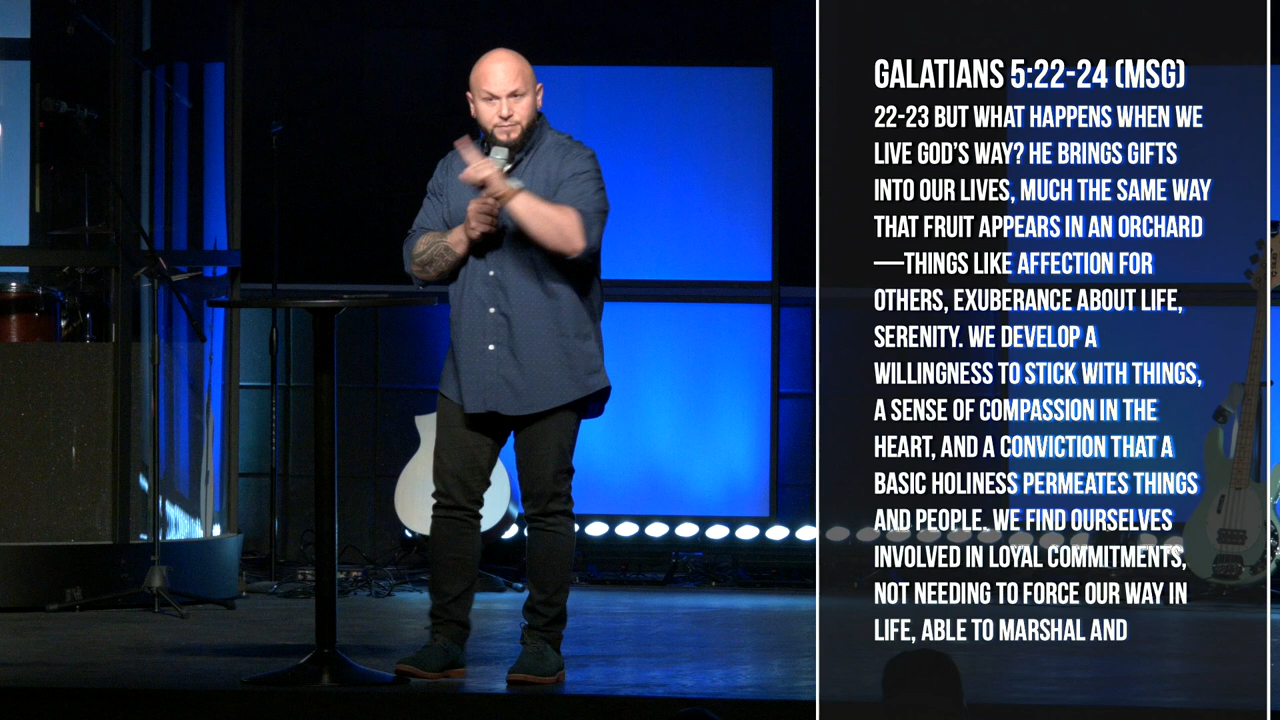 GALATIANS 5:22-24 (MSG)
22-23 BUT WHAT HAPPENS WHEN WE
LIVE GOD’S WAY? HE BRINGS GIFTS
INTO OUR LIVES, MUCH THE SAME WAY
THAT FRUIT APPEARS IN AN ORCHARD
—THINGS LIKE AFFECTION FOR
OTHERS, EXUBERANCE ABOUT LIFE,
SERENITY. WE DEVELOP A
WILLINGNESS TO STICK WITH THINGS,
A SENSE OF COMPASSION IN THE
HEART, AND A CONVICTION THAT A
BASIC HOLINESS PERMEATES THINGS
AND PEOPLE. WE FIND OURSELVES
INVOLVED IN LOYAL COMMITMENTS,
NOT NEEDING TO FORCE OUR WAY IN
LIFE, ABLE TO MARSHAL AND